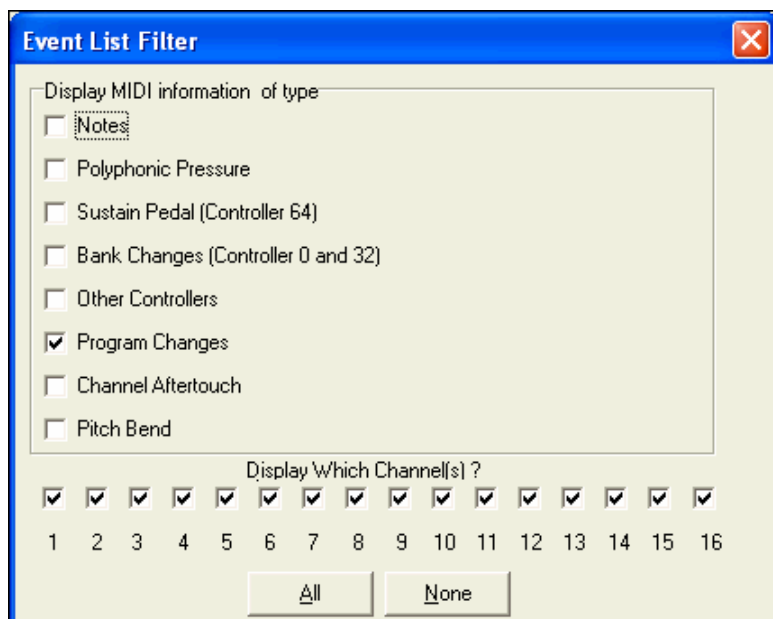 Event List Filter
Display MIDI information of type
Notes
Polyphonic Pressure
Sustain Pedal (Controller 64)
Bank Changes (Controller 0 and 32)
Other Controllers
Program Changes
Channel Aftertouch
Pitch Bend
Display Which Channel(s) ?
1 2 3 4 5 6 7 8 9 10 11 12 13 14 15 16
All None